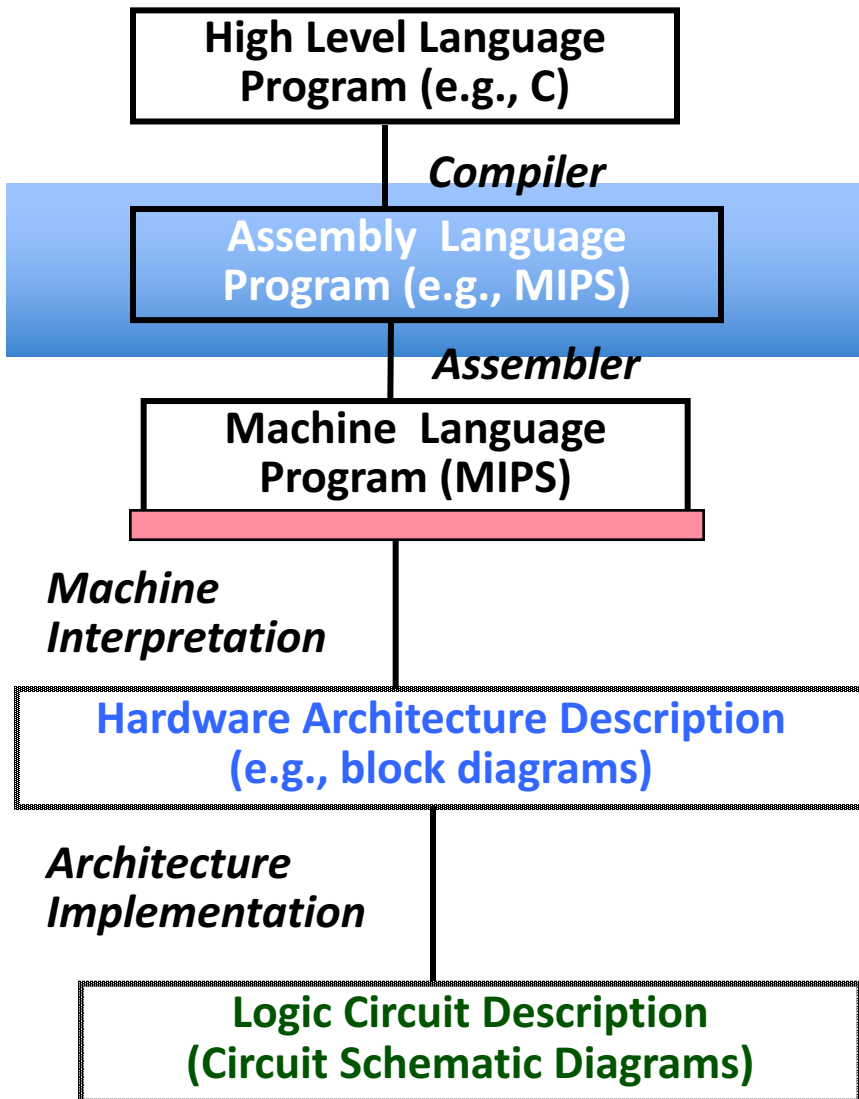 High Level Language
Program (e.g., C)
Compiler
Assembly Language
Program (e.g., MIPS)
Assembler
Machine Language
Program (MIPS)
Machine
Interpretation
Hardware Architecture Description
(e.g., block diagrams)
Architecture
Implementation
Logic Circuit Description
(Circuit Schematic Diagrams)